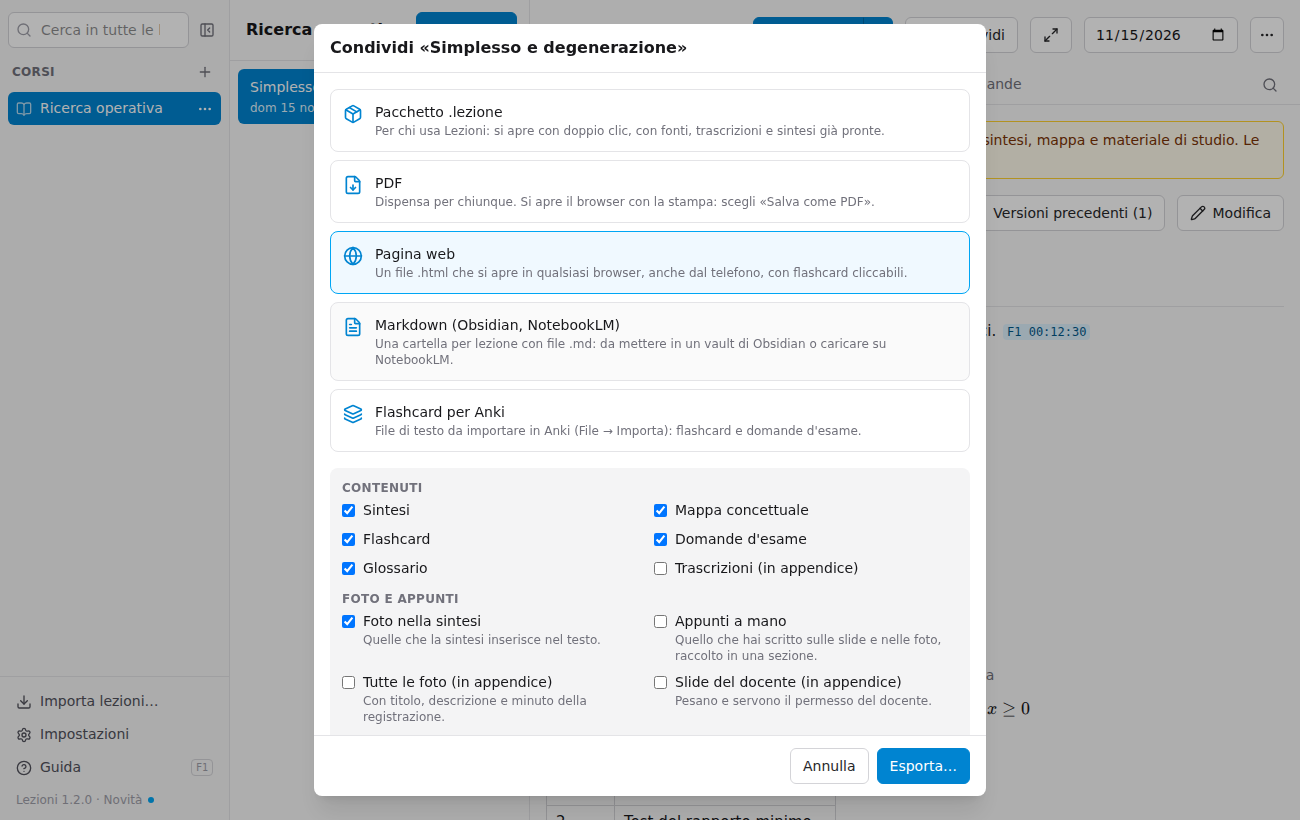 Cerca in tutte le l
CORSI
Ricerca operativa
Importa lezioni…
Impostazioni
Guida
F1
Lezioni 1.2.0 · Novità
Ricerca
Simplesso
dom 15 no
Condividi «Simplesso e degenerazione»
Pacchetto .lezione
Per chi usa Lezioni: si apre con doppio clic, con fonti, trascrizioni e sintesi già pronte.
PDF
Dispensa per chiunque. Si apre il browser con la stampa: scegli «Salva come PDF».
Pagina web
Un file .html che si apre in qualsiasi browser, anche dal telefono, con flashcard cliccabili.
Markdown (Obsidian, NotebookLM)
Una cartella per lezione con file .md: da mettere in un vault di Obsidian o caricare su
NotebookLM.
Flashcard per Anki
File di testo da importare in Anki (File → Importa): flashcard e domande d'esame.
CONTENUTI
Sintesi
Mappa concettuale
Flashcard
Domande d'esame
Glossario
Trascrizioni (in appendice)
FOTO E APPUNTI
Foto nella sintesi
Quelle che la sintesi inserisce nel testo.
Appunti a mano
Quello che hai scritto sulle slide e nelle foto,
raccolto in una sezione.
Tutte le foto (in appendice)
Con titolo, descrizione e minuto della
registrazione.
Slide del docente (in appendice)
Pesano e servono il permesso del docente.
Annulla
Esporta…
vidi
11/15/2026
ande
sintesi, mappa e materiale di studio. Le
Versioni precedenti (1)
Modifica
i. F1 00:12:30
a
x ≥ 0